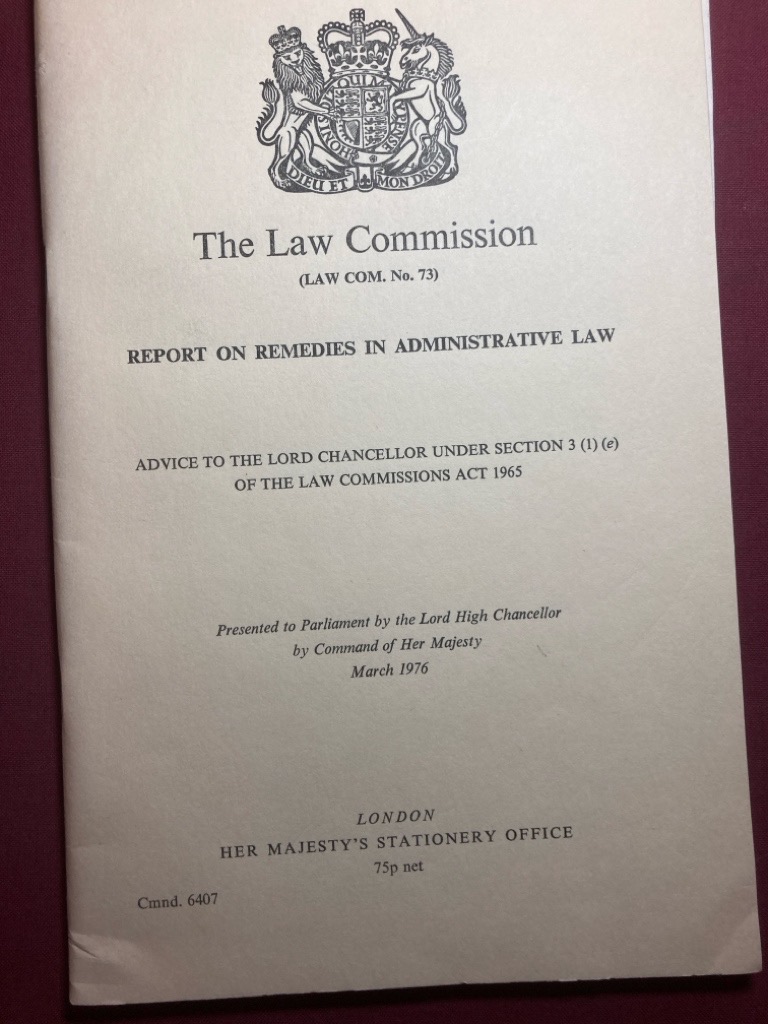 QUI MAL
PENSE
HONI SOIT
DIEU ET MON DROIT
The Law Commission
(LAW COM. No. 73)
REPORT ON REMEDIES IN ADMINISTRATIVE LAW
ADVICE TO THE LORD CHANCELLOR UNDER SECTION 3 (1) (e)
OF THE LAW COMMISSIONS ACT 1965
Presented to Parliament by the Lord High Chancellor
by Command of Her Majesty
March 1976
LONDON
HER MAJESTY'S STATIONERY OFFICE
75p net
Cmnd. 6407